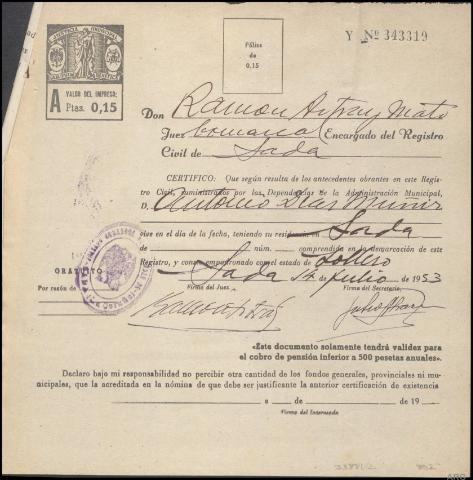 Y Nº 343319
JUSTICIA MUNICIPAL
A VALOR DEL IMPRESO:
Ptas. 0,15
Póliza
de
0,15
Don Ramon Astray Mato
Juez Comarcal Encargado del Registro
Civil de Sada
CERTIFICO: Que según resulta de los antecedentes obrantes en este Regis-
tro Civil, suministrados por las Dependencias de la Administración Municipal,
D. Antonio Dias Muñiz
vive en el día de la fecha, teniendo su residencia en Sada
de núm. comprendida en la demarcación de este
Registro, y consta empadronado con el estado de soltero
GRATUITO Sada 14 de Julio de 1953
Por razón de Firma del Juez, Firma del Secretario,
«Este documento solamente tendrá validez para
el cobro de pensión inferior a 500 pesetas anuales».
Declaro bajo mi responsabilidad no percibir otra cantidad de los fondos generales, provinciales ni mu-
nicipales, que la acreditada en la nómina de que debe ser justificante la anterior certificación de existencia
a de de 19
Firma del Interesado